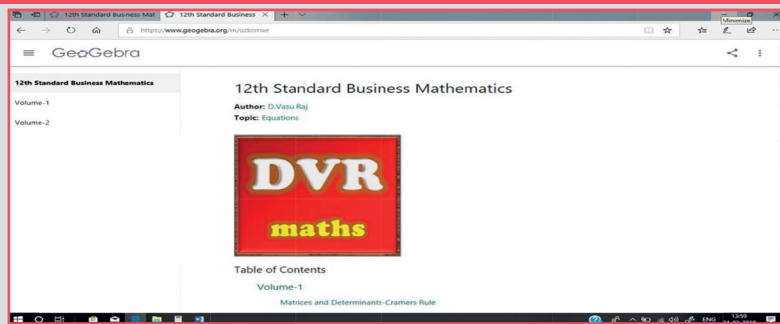 12th Standard Business Mat
12th Standard Business
Minimize
https://www.geogebra.org/m/uzkcrnwe
GeoGebra
12th Standard Business Mathematics
Volume-1
Volume-2
12th Standard Business Mathematics
Author: D.Vasu Raj
Topic: Equations
DVR
maths
Table of Contents
Volume-1
Matrices and Determinants-Cramers Rule
ENG
13:59